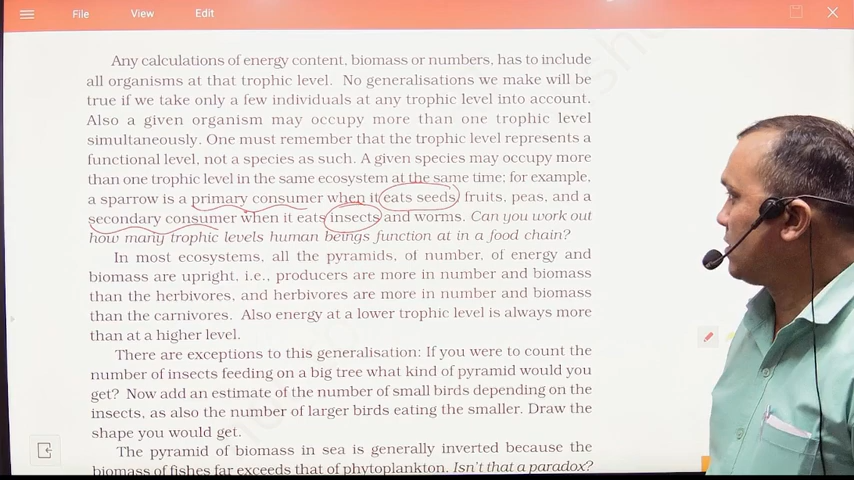 File View Edit
Any calculations of energy content, biomass or numbers, has to include
all organisms at that trophic level. No generalisations we make will be
true if we take only a few individuals at any trophic level into account.
Also a given organism may occupy more than one trophic level
simultaneously. One must remember that the trophic level represents a
functional level, not a species as such. A given species may occupy more
than one trophic level in the same ecosystem at the same time; for example,
a sparrow is a primary consumer when it eats seeds, fruits, peas, and a
secondary consumer when it eats insects and worms. Can you work out
how many trophic levels human beings function at in a food chain?
In most ecosystems, all the pyramids, of number, of energy and
biomass are upright, i.e., producers are more in number and biomass
than the herbivores, and herbivores are more in number and biomass
than the carnivores. Also energy at a lower trophic level is always more
than at a higher level.
There are exceptions to this generalisation: If you were to count the
number of insects feeding on a big tree what kind of pyramid would you
get? Now add an estimate of the number of small birds depending on the
insects, as also the number of larger birds eating the smaller. Draw the
shape you would get.
The pyramid of biomass in sea is generally inverted because the
biomass of fishes far exceeds that of phytoplankton. Isn't that a paradox?